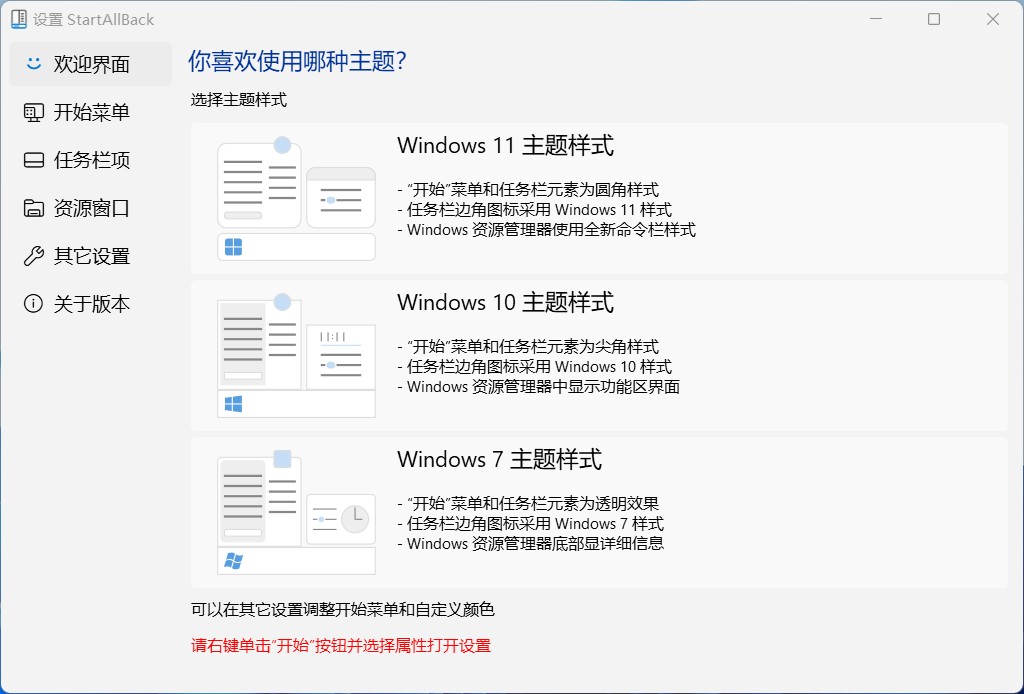 设置 StartAllBack
欢迎界面
开始菜单
任务栏项
资源窗口
其它设置
关于版本
你喜欢使用哪种主题？
选择主题样式
Windows 11 主题样式
- “开始”菜单和任务栏元素为圆角样式
- 任务栏边角图标采用 Windows 11 样式
- Windows 资源管理器使用全新命令栏样式
Windows 10 主题样式
- “开始”菜单和任务栏元素为尖角样式
- 任务栏边角图标采用 Windows 10 样式
- Windows 资源管理器中显示功能区界面
Windows 7 主题样式
- “开始”菜单和任务栏元素为透明效果
- 任务栏边角图标采用 Windows 7 样式
- Windows 资源管理器底部显详细信息
可以在其它设置调整开始菜单和自定义颜色
请右键单击“开始”按钮并选择属性打开设置